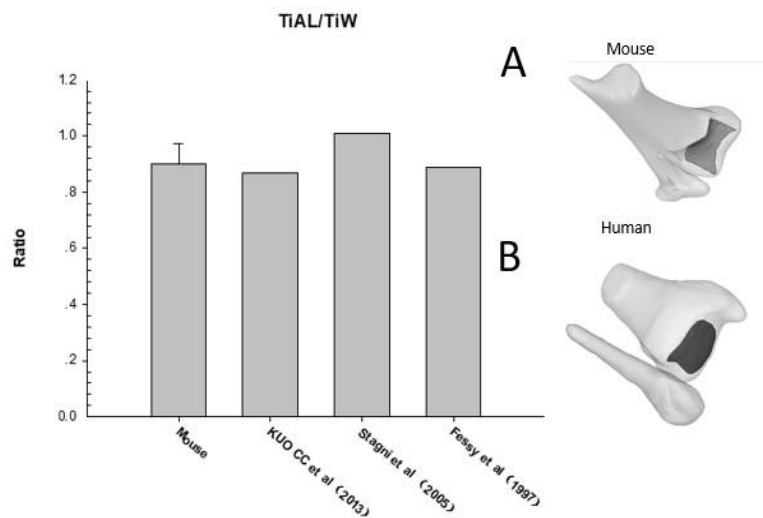 TiAL/TiW
A
Mouse
1.2
1.0
.8
.6
.4
.2
0.0
Ratio
B
Human
Mouse
KUO CC et al（2013）
Stagni et al（2005）
Fessy et al（1997）